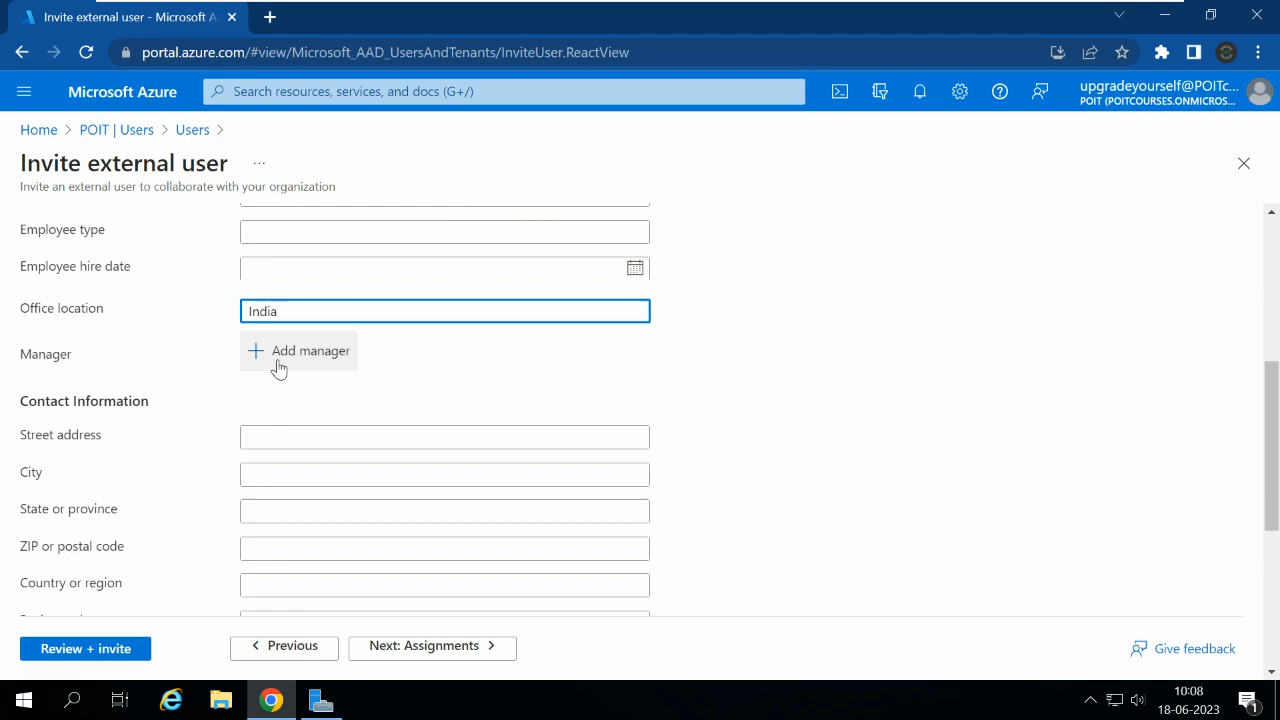 Invite external user - Microsoft A
portal.azure.com/#view/Microsoft_AAD_UsersAndTenants/InviteUser.ReactView
Microsoft Azure
Search resources, services, and docs (G+/)
upgradeyourself@POITc...
POIT (POITCOURSES.ONMICROS...
Home > POIT | Users > Users >
Invite external user ...
Invite an external user to collaborate with your organization
Employee type
Employee hire date
Office location
India
Manager
Add manager
Contact Information
Street address
City
State or province
ZIP or postal code
Country or region
Review + invite
Previous
Next: Assignments
Give feedback
10:08
18-06-2023
1